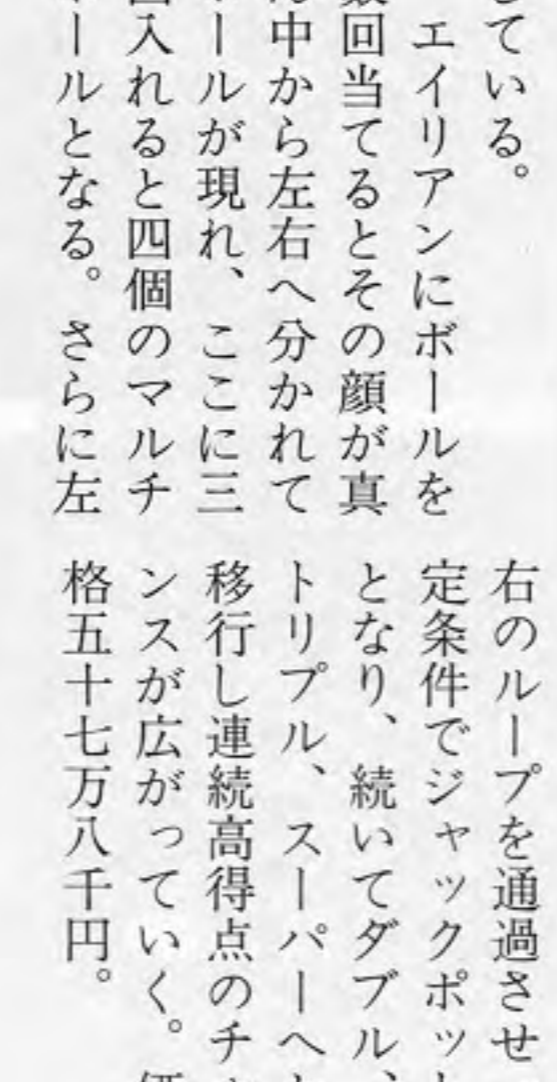 している。
エイリアンにボールを
数回当てるとその顔が真
中から左右へ分かれて
ールが現れ、ここに三
回入れると四個のマルチ
ールとなる。さらに左
右のループを通過させ
定条件でジャックポット
となり、続いてダブル、
トリプル、スーパーへと
移行し連続高得点のチャ
ンスが広がっていく。価
格五十七万八千円。